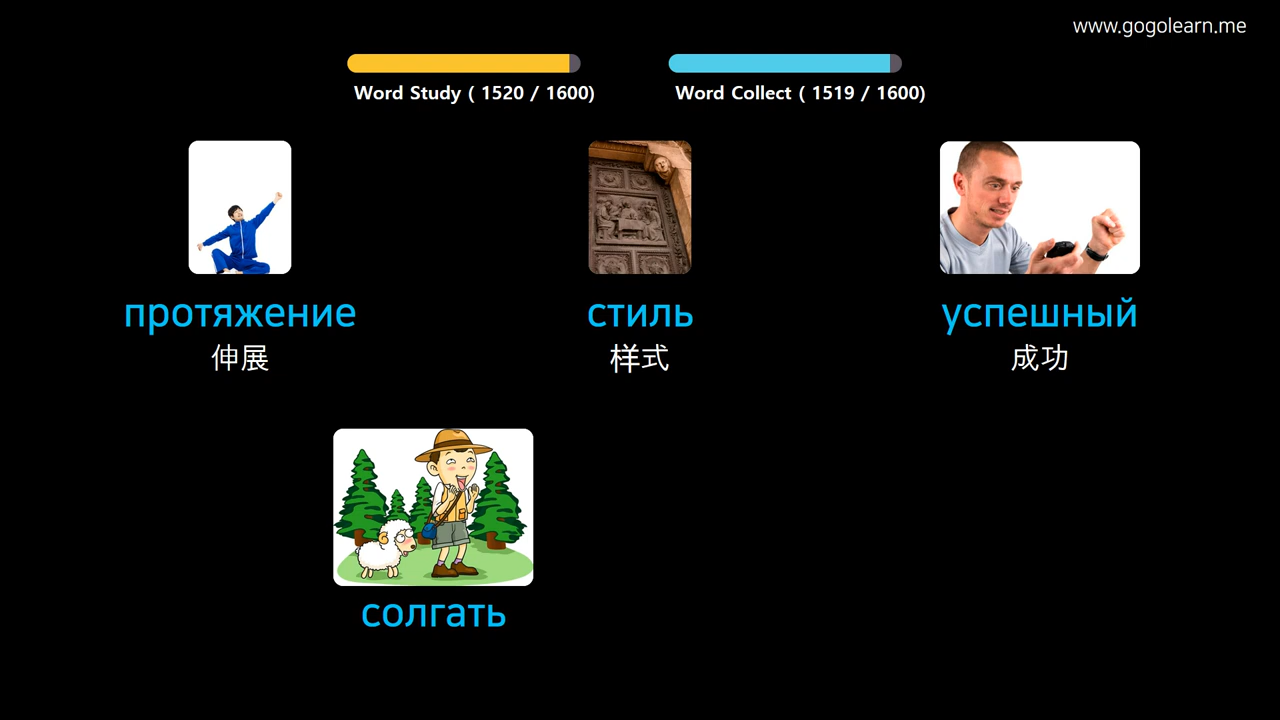 www.gogolearn.me
Word Study ( 1520 / 1600)
Word Collect ( 1519 / 1600)
протяжение
伸展
стиль
样式
успешный
成功
солгать